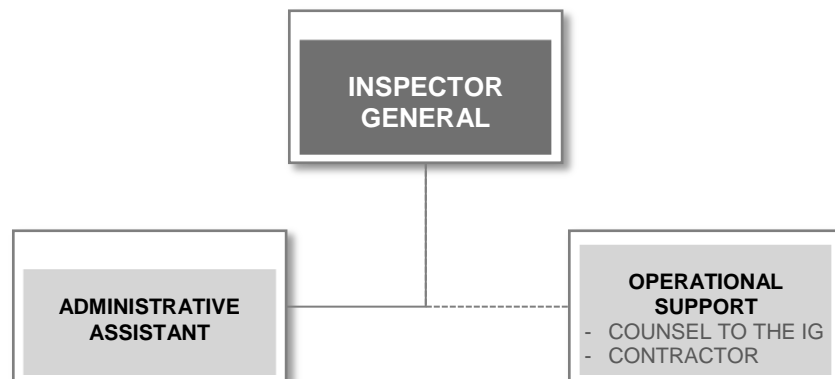 INSPECTOR
GENERAL
ADMINISTRATIVE
ASSISTANT
OPERATIONAL
SUPPORT
- COUNSEL TO THE IG
- CONTRACTOR